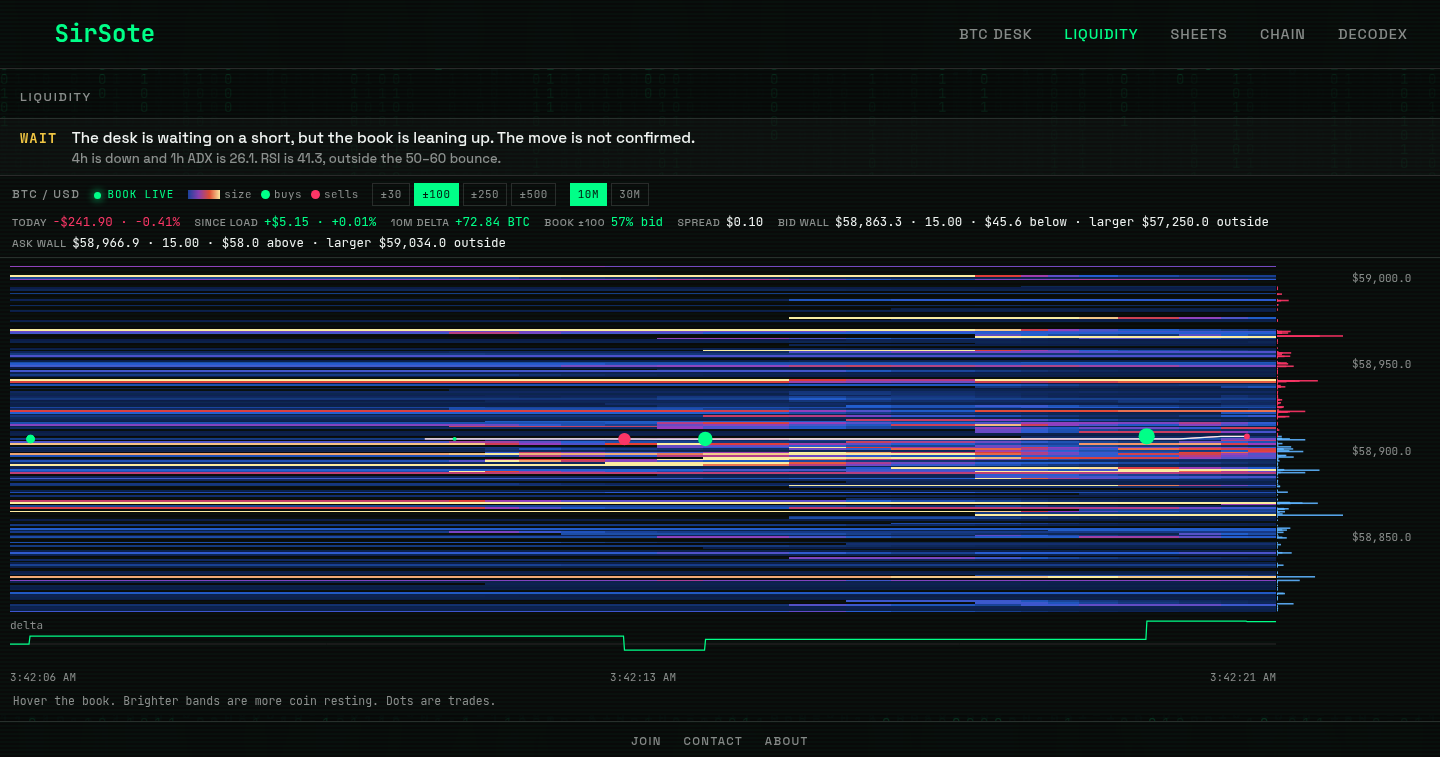 SirSote
BTC DESK LIQUIDITY SHEETS CHAIN DECODEX
LIQUIDITY
WAIT The desk is waiting on a short, but the book is leaning up. The move is not confirmed.
4h is down and 1h ADX is 26.1. RSI is 41.3, outside the 50–60 bounce.
BTC / USD BOOK LIVE size buys sells ±30 ±100 ±250 ±500 10M 30M
TODAY -$241.90 · -0.41% SINCE LOAD +$5.15 · +0.01% 10M DELTA +72.84 BTC BOOK ±100 57% bid SPREAD $0.10 BID WALL $58,863.3 · 15.00 · $45.6 below · larger $57,250.0 outside
ASK WALL $58,966.9 · 15.00 · $58.0 above · larger $59,034.0 outside
$59,000.0
$58,950.0
$58,900.0
$58,850.0
delta
3:42:06 AM 3:42:13 AM 3:42:21 AM
Hover the book. Brighter bands are more coin resting. Dots are trades.
JOIN CONTACT ABOUT